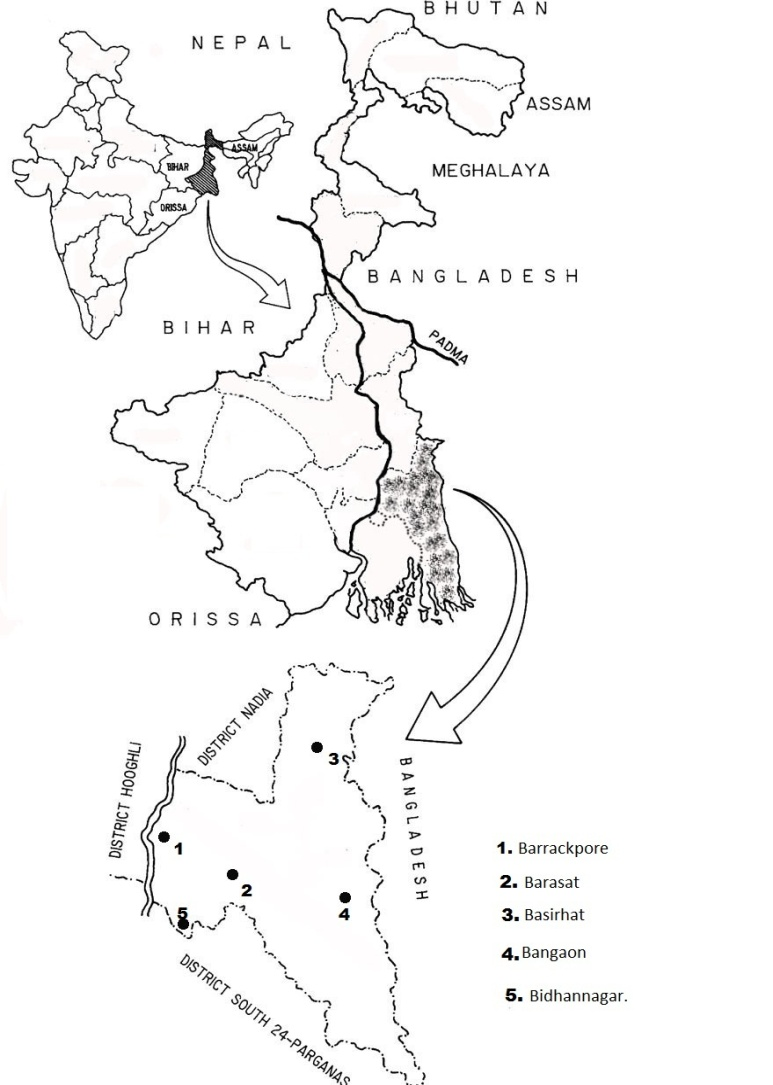 BHUTAN
NEPAL
ASSAM
ASSAM
BIHAR
MEGHALAYA
ORISSA
BANGLADESH
BIHAR
PADMA
ORISSA
DISTRICT NADIA
DISTRICT HOOGHLI
3
BANGLADESH
1
2
4
5
1. Barrackpore
2. Barasat
3. Basirhat
4. Bangaon
5. Bidhannagar.
DISTRICT SOUTH 24-PARGANAS